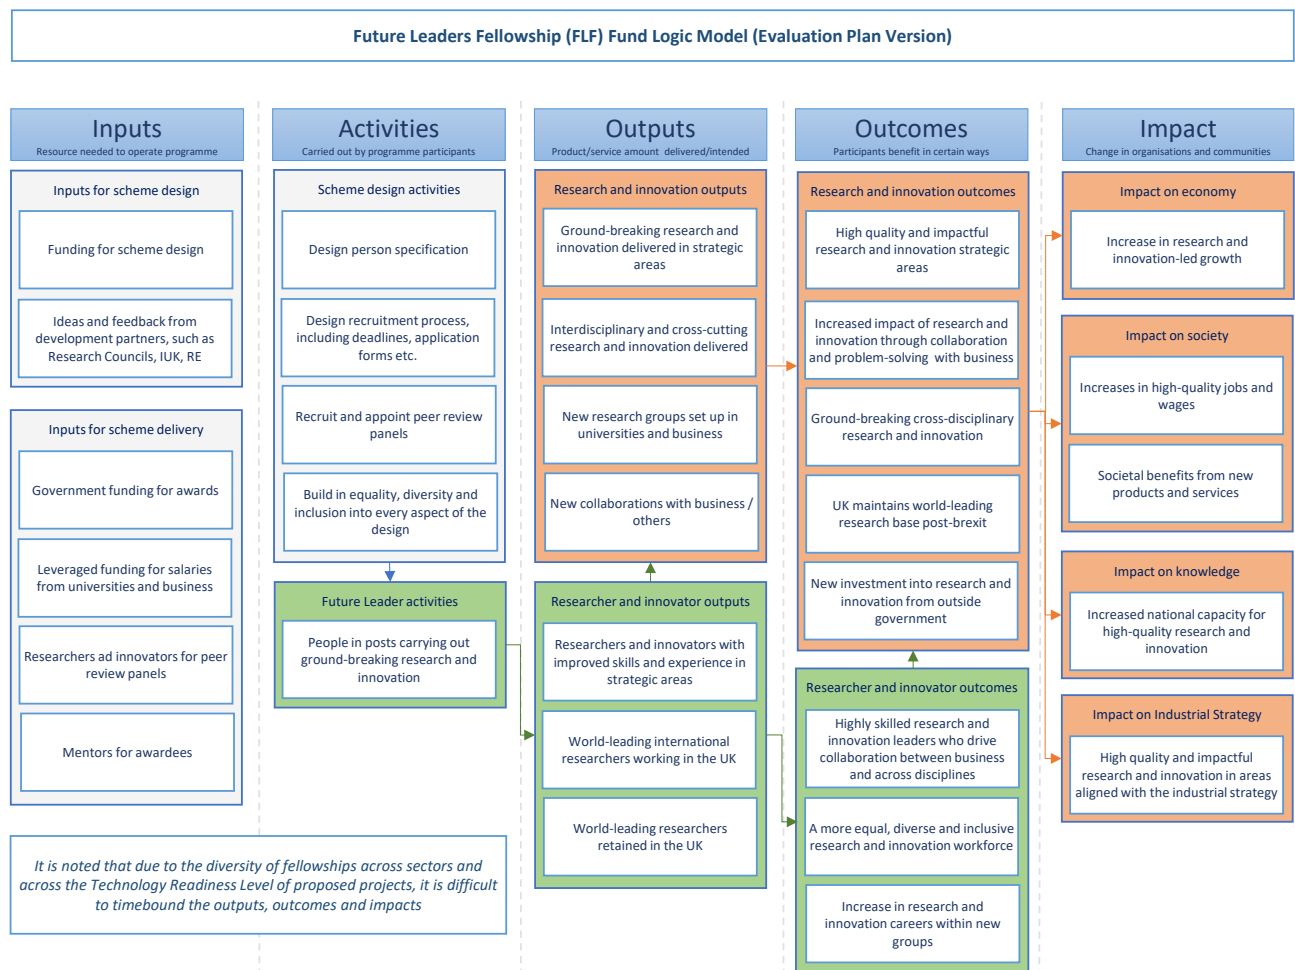 Future Leaders Fellowship (FLF) Fund Logic Model (Evaluation Plan Version)
Inputs
Resource needed to operate programme
Inputs for scheme design
Funding for scheme design
Ideas and feedback from
development partners, such as
Research Councils, IUK, RE
Inputs for scheme delivery
Government funding for awards
Leveraged funding for salaries
from universities and business
Researchers ad innovators for peer
review panels
Mentors for awardees
Activities
Carried out by programme participants
Scheme design activities
Design person specification
Design recruitment process,
including deadlines, application
forms etc.
Recruit and appoint peer review
panels
Build in equality, diversity and
inclusion into every aspect of the
design
Future Leader activities
People in posts carrying out
ground-breaking research and
innovation
Outputs
Product/service amount delivered/intended
Research and innovation outputs
Ground-breaking research and
innovation delivered in strategic
areas
Interdisciplinary and cross-cutting
research and innovation delivered
New research groups set up in
universities and business
New collaborations with business /
others
Researcher and innovator outputs
Researchers and innovators with
improved skills and experience in
strategic areas
World-leading international
researchers working in the UK
World-leading researchers
retained in the UK
Outcomes
Participants benefit in certain ways
Research and innovation outcomes
High quality and impactful
research and innovation strategic
areas
Increased impact of research and
innovation through collaboration
and problem-solving with business
Ground-breaking cross-disciplinary
research and innovation
UK maintains world-leading
research base post-brexit
New investment into research and
innovation from outside
government
Researcher and innovator outcomes
Highly skilled research and
innovation leaders who drive
collaboration between business
and across disciplines
A more equal, diverse and inclusive
research and innovation workforce
Increase in research and
innovation careers within new
groups
Impact
Change in organisations and communities
Impact on economy
Increase in research and
innovation-led growth
Impact on society
Increases in high-quality jobs and
wages
Societal benefits from new
products and services
Impact on knowledge
Increased national capacity for
high-quality research and
innovation
Impact on Industrial Strategy
High quality and impactful
research and innovation in areas
aligned with the industrial strategy
It is noted that due to the diversity of fellowships across sectors and
across the Technology Readiness Level of proposed projects, it is difficult
to timebound the outputs, outcomes and impacts